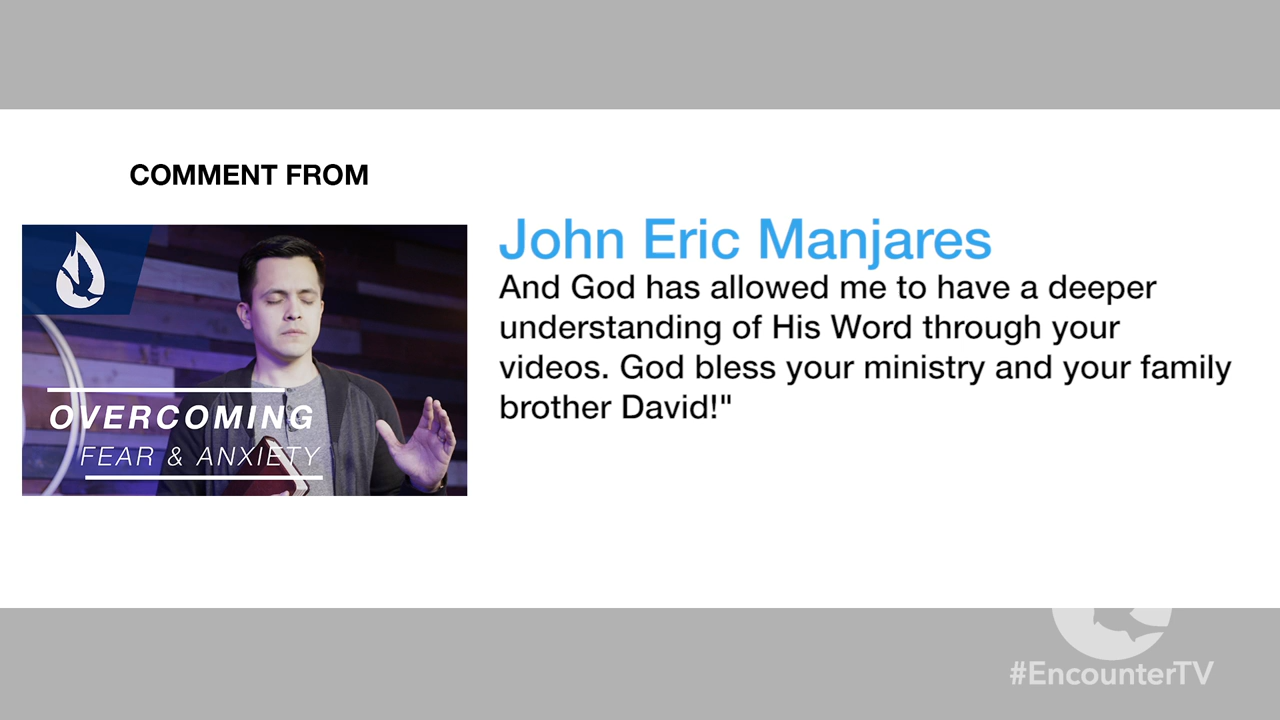 COMMENT FROM
OVERCOMING
FEAR & ANXIETY
John Eric Manjares
And God has allowed me to have a deeper
understanding of His Word through your
videos. God bless your ministry and your family
brother David!"
#EncounterTV